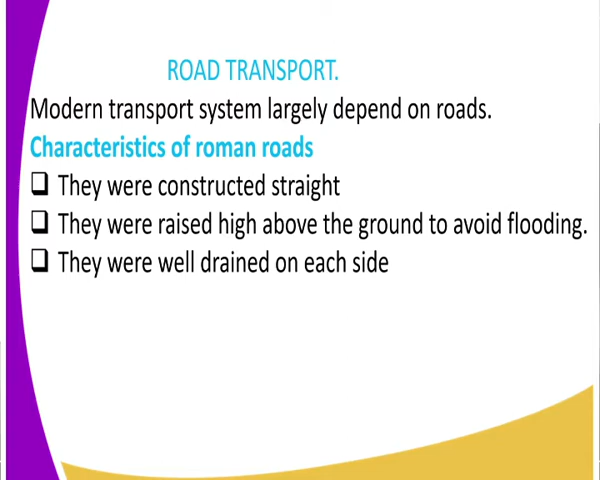 ROAD TRANSPORT.
Modern transport system largely depend on roads.
Characteristics of roman roads
❑ They were constructed straight
❑ They were raised high above the ground to avoid flooding.
❑ They were well drained on each side